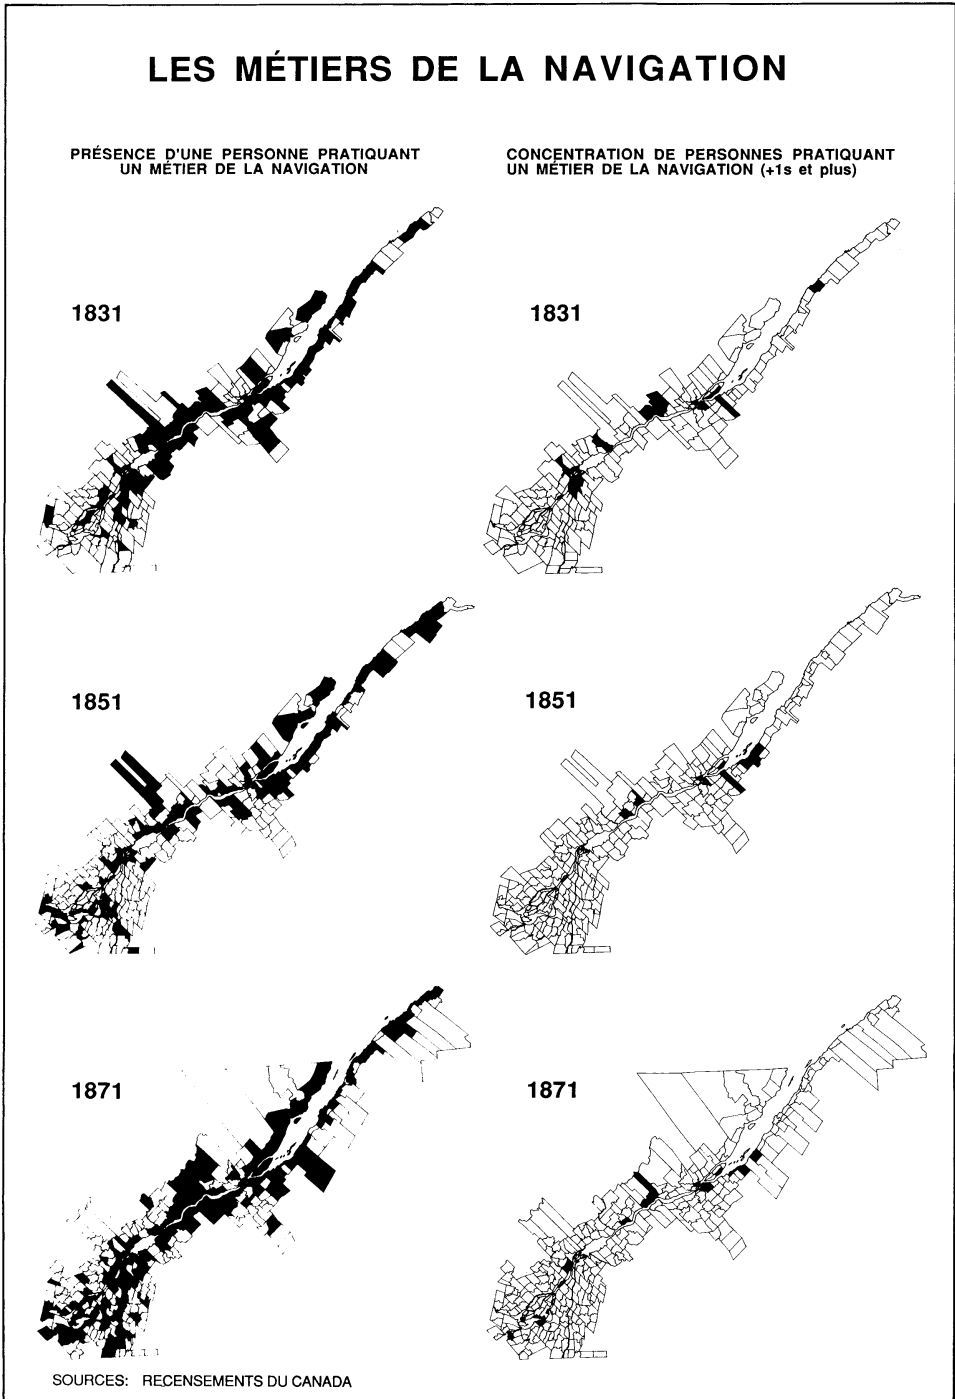 LES MÉTIERS DE LA NAVIGATION
PRÉSENCE D'UNE PERSONNE PRATIQUANT
UN MÉTIER DE LA NAVIGATION
CONCENTRATION DE PERSONNES PRATIQUANT
UN MÉTIER DE LA NAVIGATION (+1s et plus)
1831
1831
1851
1851
1871
1871
SOURCES: RECENSEMENTS DU CANADA